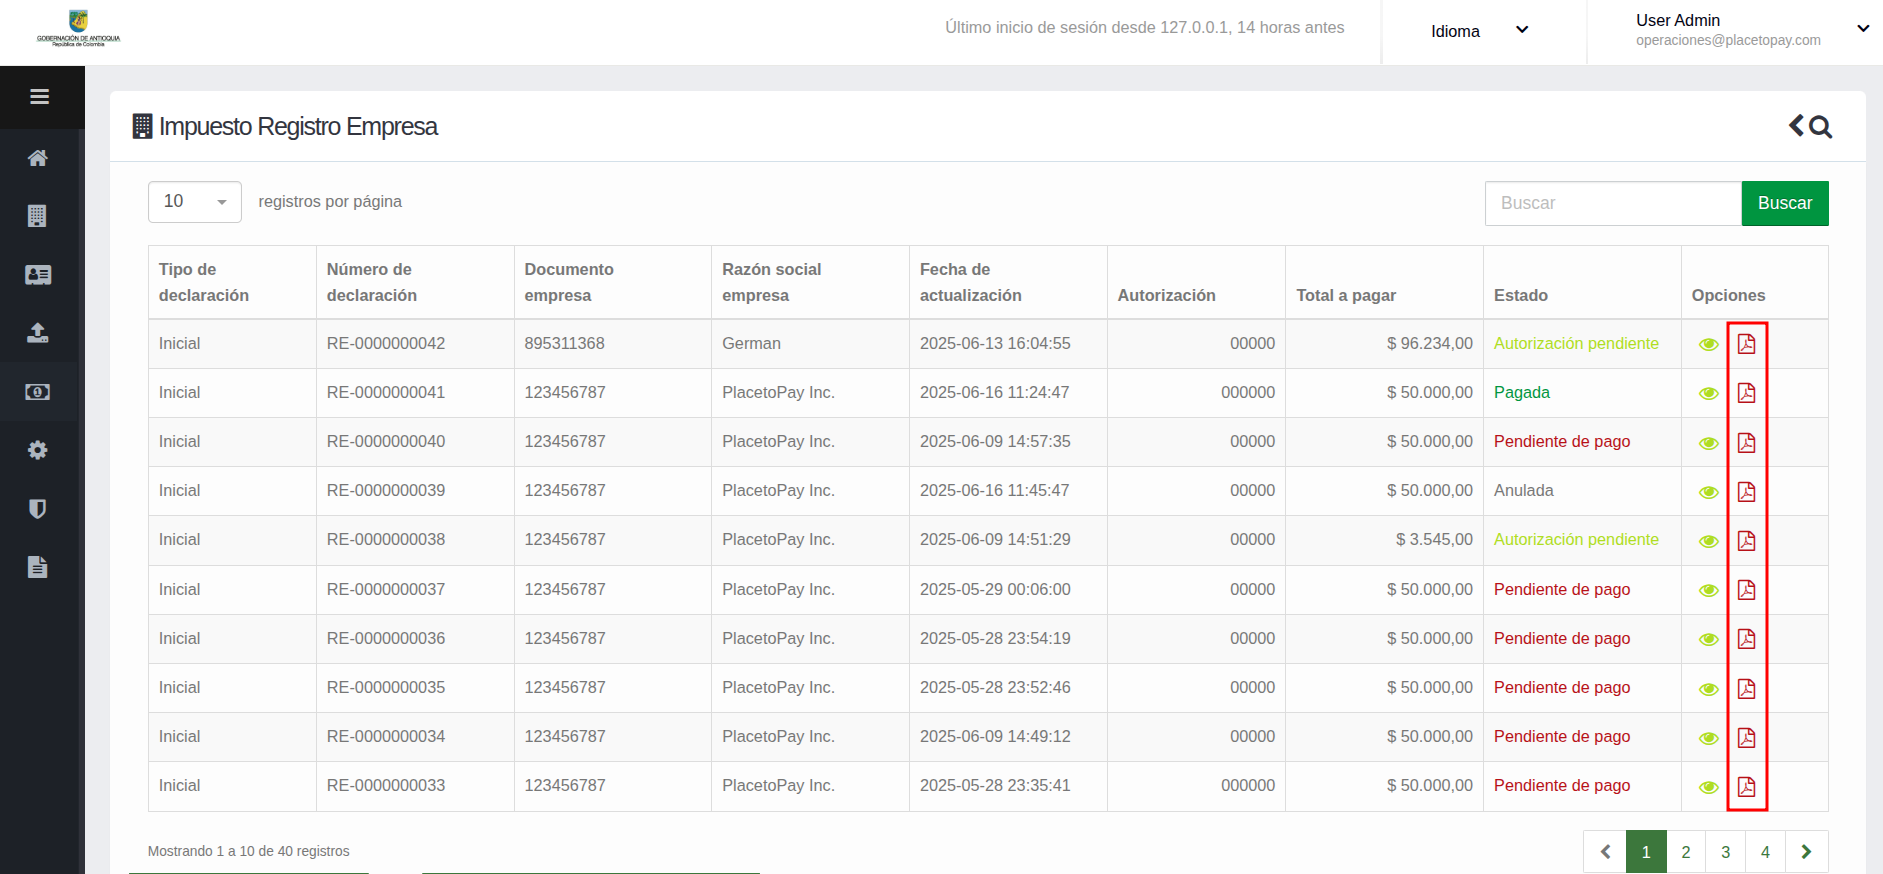 GOBERNACIÓN DE ANTIOQUIA
República de Colombia
Último inicio de sesión desde 127.0.0.1, 14 horas antes
Idioma
User Admin
operaciones@placetopay.com
Impuesto Registro Empresa
10 registros por página
Buscar Buscar
Tipo de declaración Número de declaración Documento empresa Razón social empresa Fecha de actualización Autorización Total a pagar Estado Opciones
Inicial RE-0000000042 895311368 German 2025-06-13 16:04:55 00000 $ 96.234,00 Autorización pendiente
Inicial RE-0000000041 123456787 PlacetoPay Inc. 2025-06-16 11:24:47 000000 $ 50.000,00 Pagada
Inicial RE-0000000040 123456787 PlacetoPay Inc. 2025-06-09 14:57:35 00000 $ 50.000,00 Pendiente de pago
Inicial RE-0000000039 123456787 PlacetoPay Inc. 2025-06-16 11:45:47 00000 $ 50.000,00 Anulada
Inicial RE-0000000038 123456787 PlacetoPay Inc. 2025-06-09 14:51:29 00000 $ 3.545,00 Autorización pendiente
Inicial RE-0000000037 123456787 PlacetoPay Inc. 2025-05-29 00:06:00 00000 $ 50.000,00 Pendiente de pago
Inicial RE-0000000036 123456787 PlacetoPay Inc. 2025-05-28 23:54:19 00000 $ 50.000,00 Pendiente de pago
Inicial RE-0000000035 123456787 PlacetoPay Inc. 2025-05-28 23:52:46 00000 $ 50.000,00 Pendiente de pago
Inicial RE-0000000034 123456787 PlacetoPay Inc. 2025-06-09 14:49:12 00000 $ 50.000,00 Pendiente de pago
Inicial RE-0000000033 123456787 PlacetoPay Inc. 2025-05-28 23:35:41 000000 $ 50.000,00 Pendiente de pago
Mostrando 1 a 10 de 40 registros
1 2 3 4